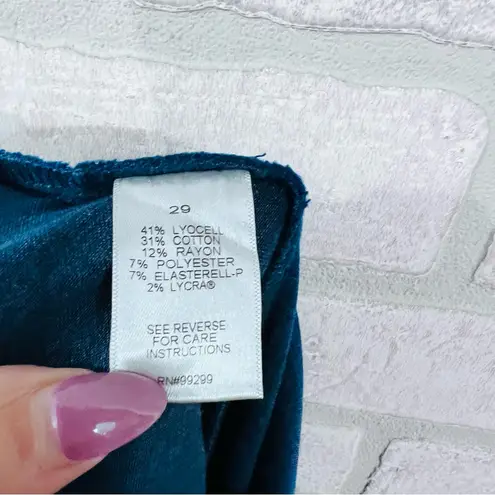 29
41% LYOCELL
31% COTTON
12% RAYON
7% POLYESTER
7% ELASTERELL-P
2% LYCRA®
SEE REVERSE
FOR CARE
INSTRUCTIONS
RN#99299